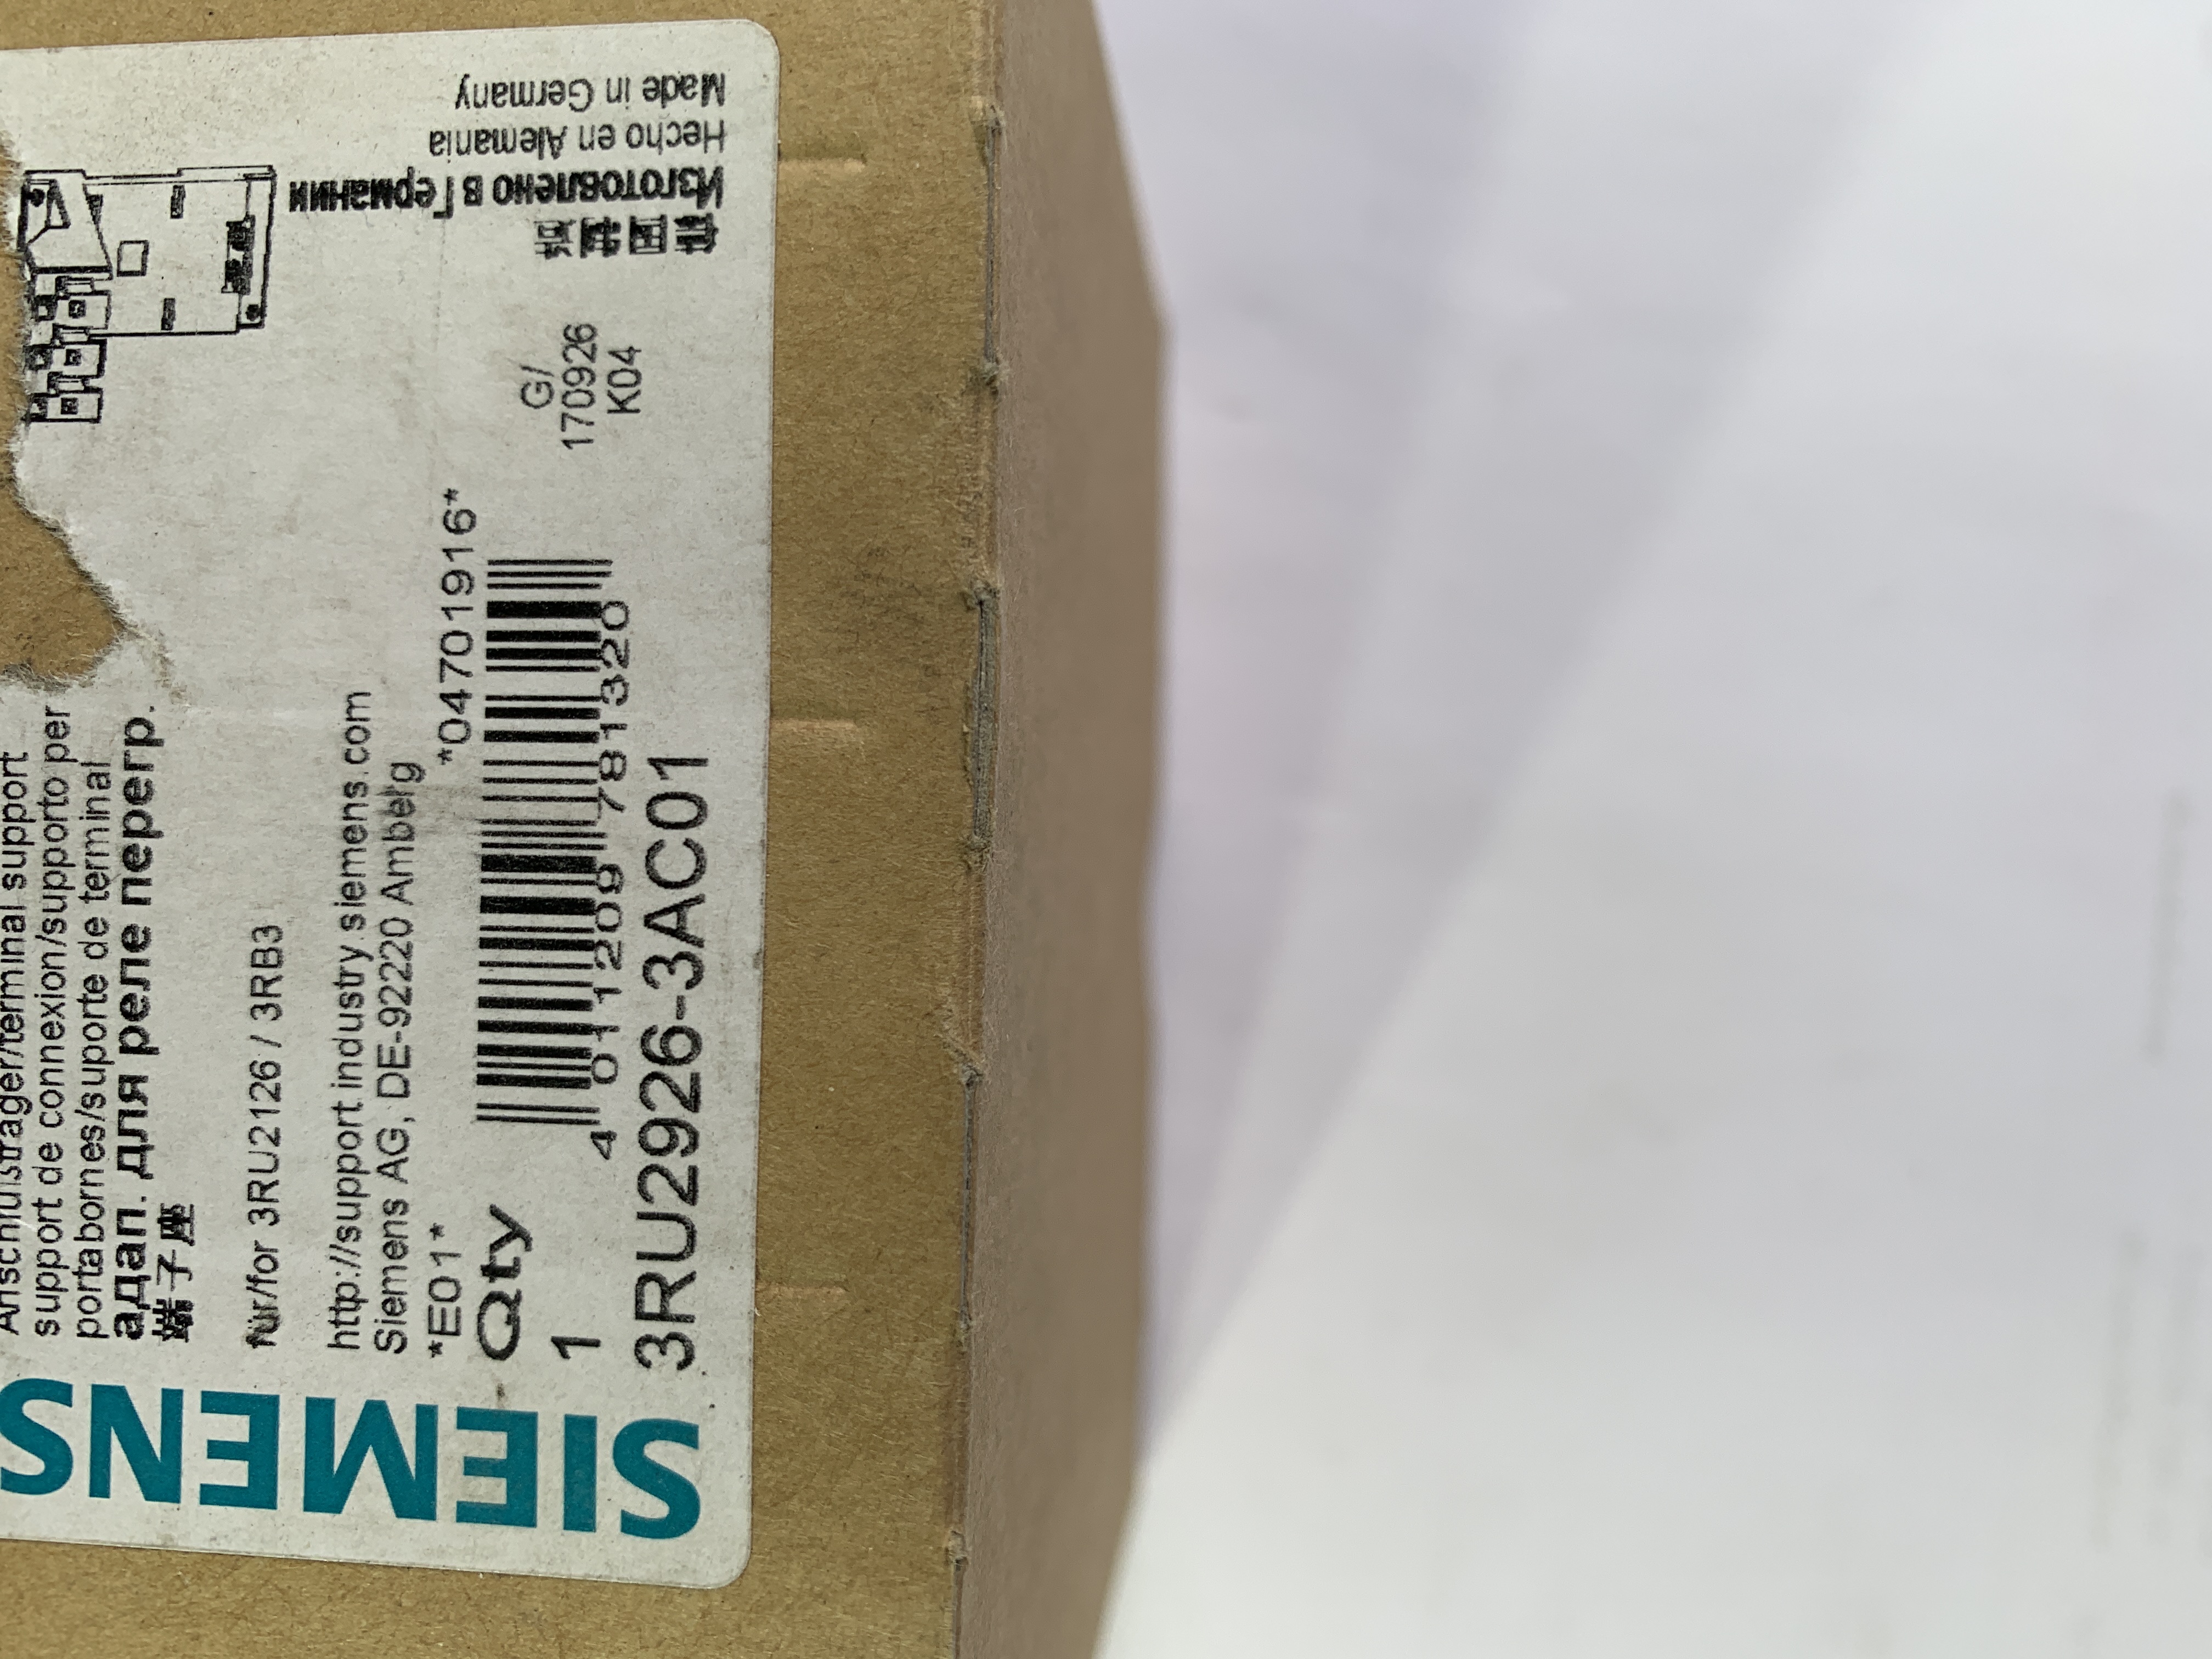 Anschlußträger/terminal support
support de connexion/supporto per
portabornes/suporte de terminal
адап. для реле перегр.
端子座
für/for 3RU2126 / 3RB3
http://support.industry.siemens.com
Siemens AG, DE-92220 Amberg
*E01*
*04701916*
Qty
1
4 011209 781320
3RU2926-3AC01
G/
170926
K04
Made in Germany
Hecho en Alemania
Изготовлено в Германии
德国制造
SIEMENS